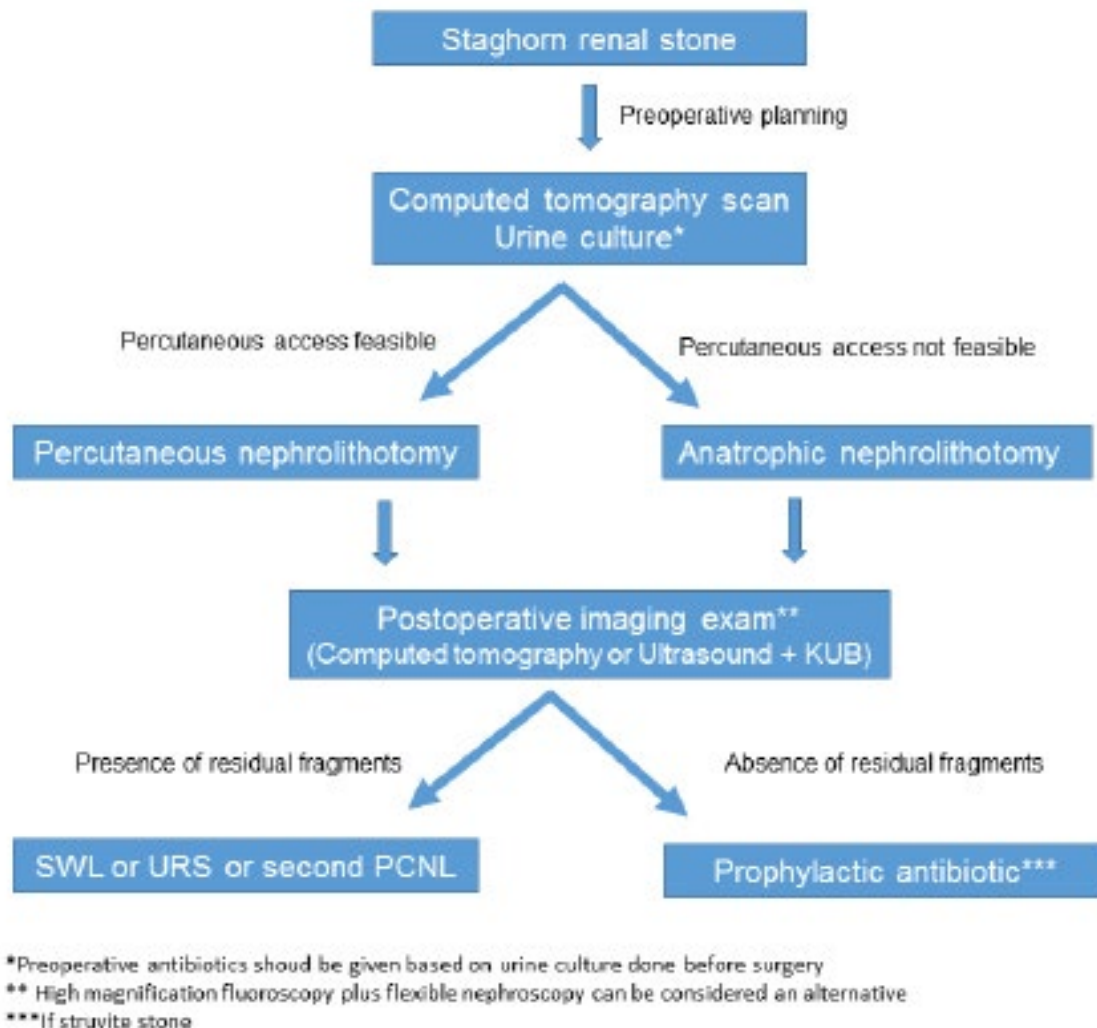 Staghorn renal stone
Preoperative planning
Computed tomography scan
Urine culture*
Percutaneous access feasible
Percutaneous access not feasible
Percutaneous nephrolithotomy
Anatrophic nephrolithotomy
Postoperative imaging exam**
(Computed tomography or Ultrasound + KUB)
Presence of residual fragments
Absence of residual fragments
SWL or URS or second PCNL
Prophylactic antibiotic***
*Preoperative antibiotics shoud be given based on urine culture done before surgery
** High magnification fluoroscopy plus flexible nephroscopy can be considered an alternative
***If struvite stone